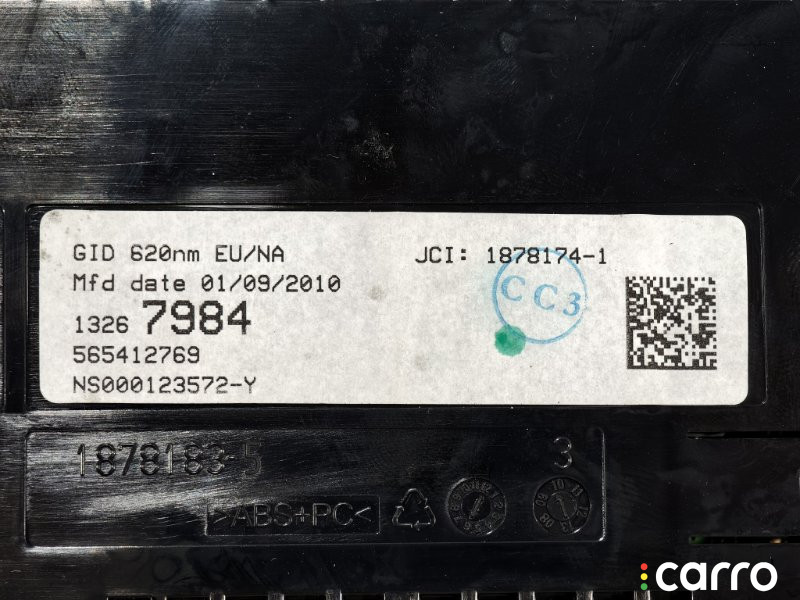 GID 620nm EU/NA
JCI: 1878174-1
Mfd date 01/09/2010
1326 7984
CC3
565412769
NS000123572-Y
1878183-5
3
>ABS+PC<
carro